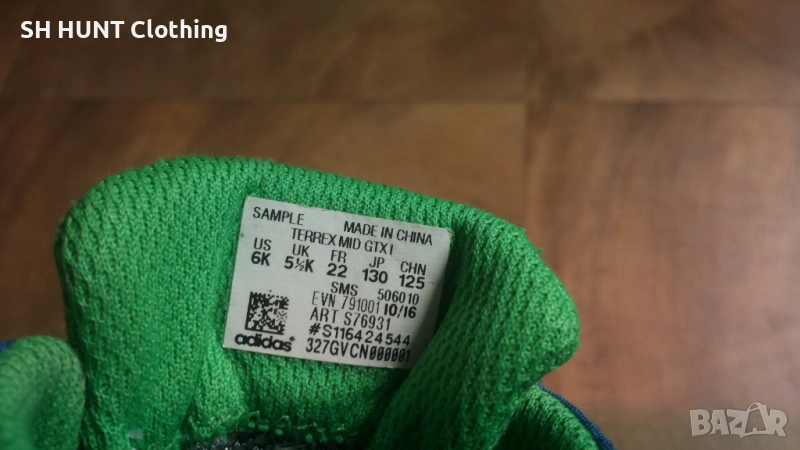 SH HUNT Clothing
SAMPLE MADE IN CHINA
TERREX MID GTX I
US UK FR JP CHN
6K 5½K 22 130 125
SMS 506010
EVN 791001 10/16
ART S76931
#S116424544
adidas® 327GVCN000001
BAZAR